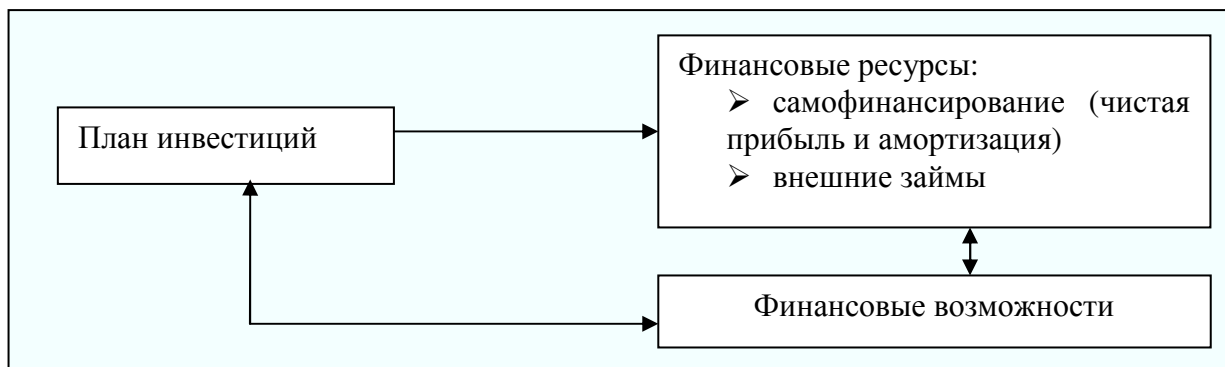 План инвестиций
Финансовые ресурсы:
➢ самофинансирование (чистая
прибыль и амортизация)
➢ внешние займы
Финансовые возможности